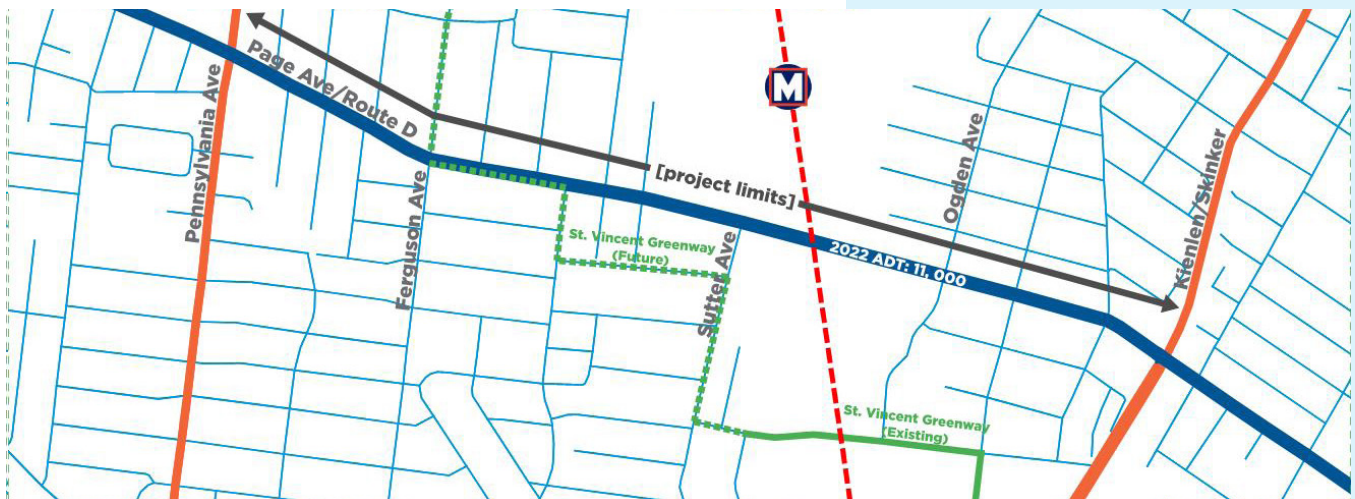 Page Ave/Route D
Pennsylvania Ave
Ferguson Ave
[project limits]
M
Ogden Ave
Kienlen/Skinker
St. Vincent Greenway
(Future)
Sutter Ave
2022 ADT: 11, 000
St. Vincent Greenway
(Existing)